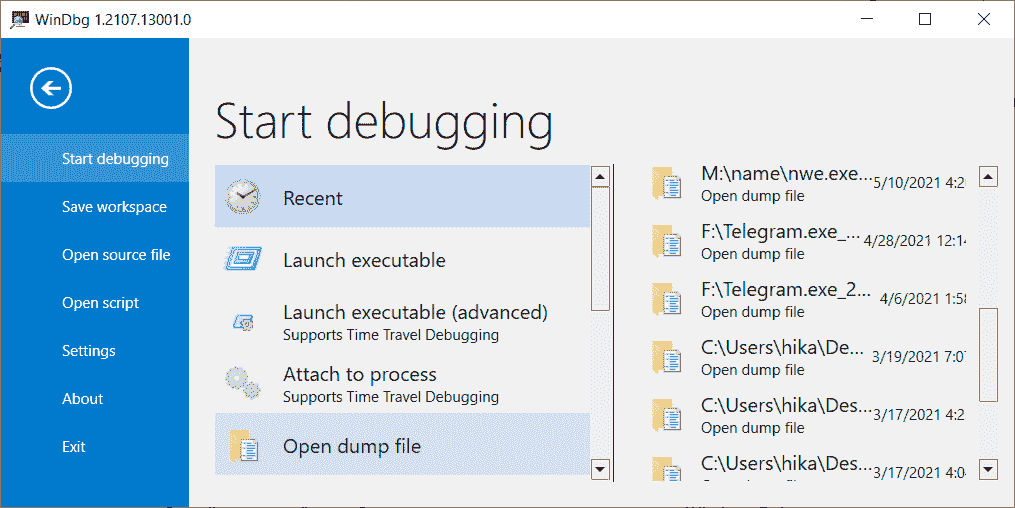 WinDbg 1.2107.13001.0
Start debugging
Save workspace
Open source file
Open script
Settings
About
Exit
Start debugging
Recent
Launch executable
Launch executable (advanced)
Supports Time Travel Debugging
Attach to process
Supports Time Travel Debugging
Open dump file
M:\name\nwe.exe... 5/10/2021 4:2
Open dump file
F:\Telegram.exe_... 4/28/2021 12:14
Open dump file
F:\Telegram.exe_2... 4/6/2021 1:58
Open dump file
C:\Users\hika\De... 3/19/2021 7:07
Open dump file
C:\Users\hika\Des... 3/17/2021 4:2
Open dump file
C:\Users\hika\Des... 3/17/2021 4:04